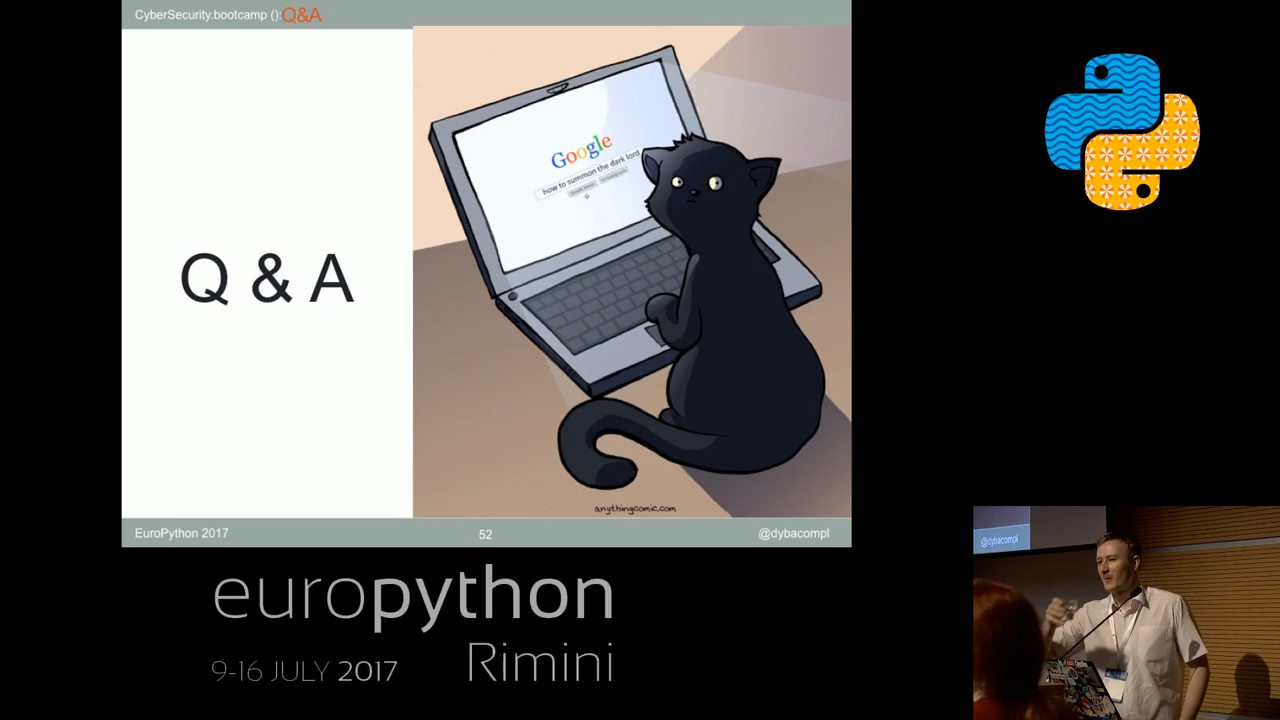 CyberSecurity.bootcamp ():Q&A
Q & A
Google
how to summon the dark lord
anythingcomic.com
EuroPython 2017
52
@dybacompl
europython
9-16 JULY 2017
Rimini
@dybacompl